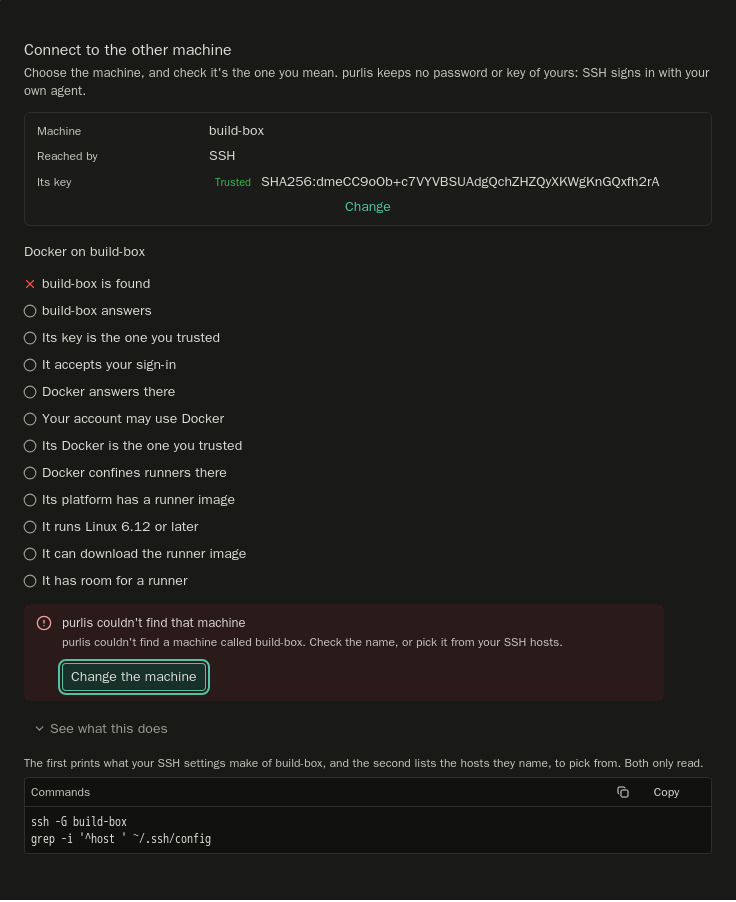 Connect to the other machine
Choose the machine, and check it's the one you mean. purlis keeps no password or key of yours: SSH signs in with your
own agent.
Machine build-box
Reached by SSH
Its key Trusted SHA256:dmeCC9oOb+c7VYVBSUAdgQchZHZQyXKWgKnGQxfh2rA
Change
Docker on build-box
build-box is found
build-box answers
Its key is the one you trusted
It accepts your sign-in
Docker answers there
Your account may use Docker
Its Docker is the one you trusted
Docker confines runners there
Its platform has a runner image
It runs Linux 6.12 or later
It can download the runner image
It has room for a runner
purlis couldn't find that machine
purlis couldn't find a machine called build-box. Check the name, or pick it from your SSH hosts.
Change the machine
See what this does
The first prints what your SSH settings make of build-box, and the second lists the hosts they name, to pick from. Both only read.
Commands Copy
ssh -G build-box
grep -i '^host ' ~/.ssh/config